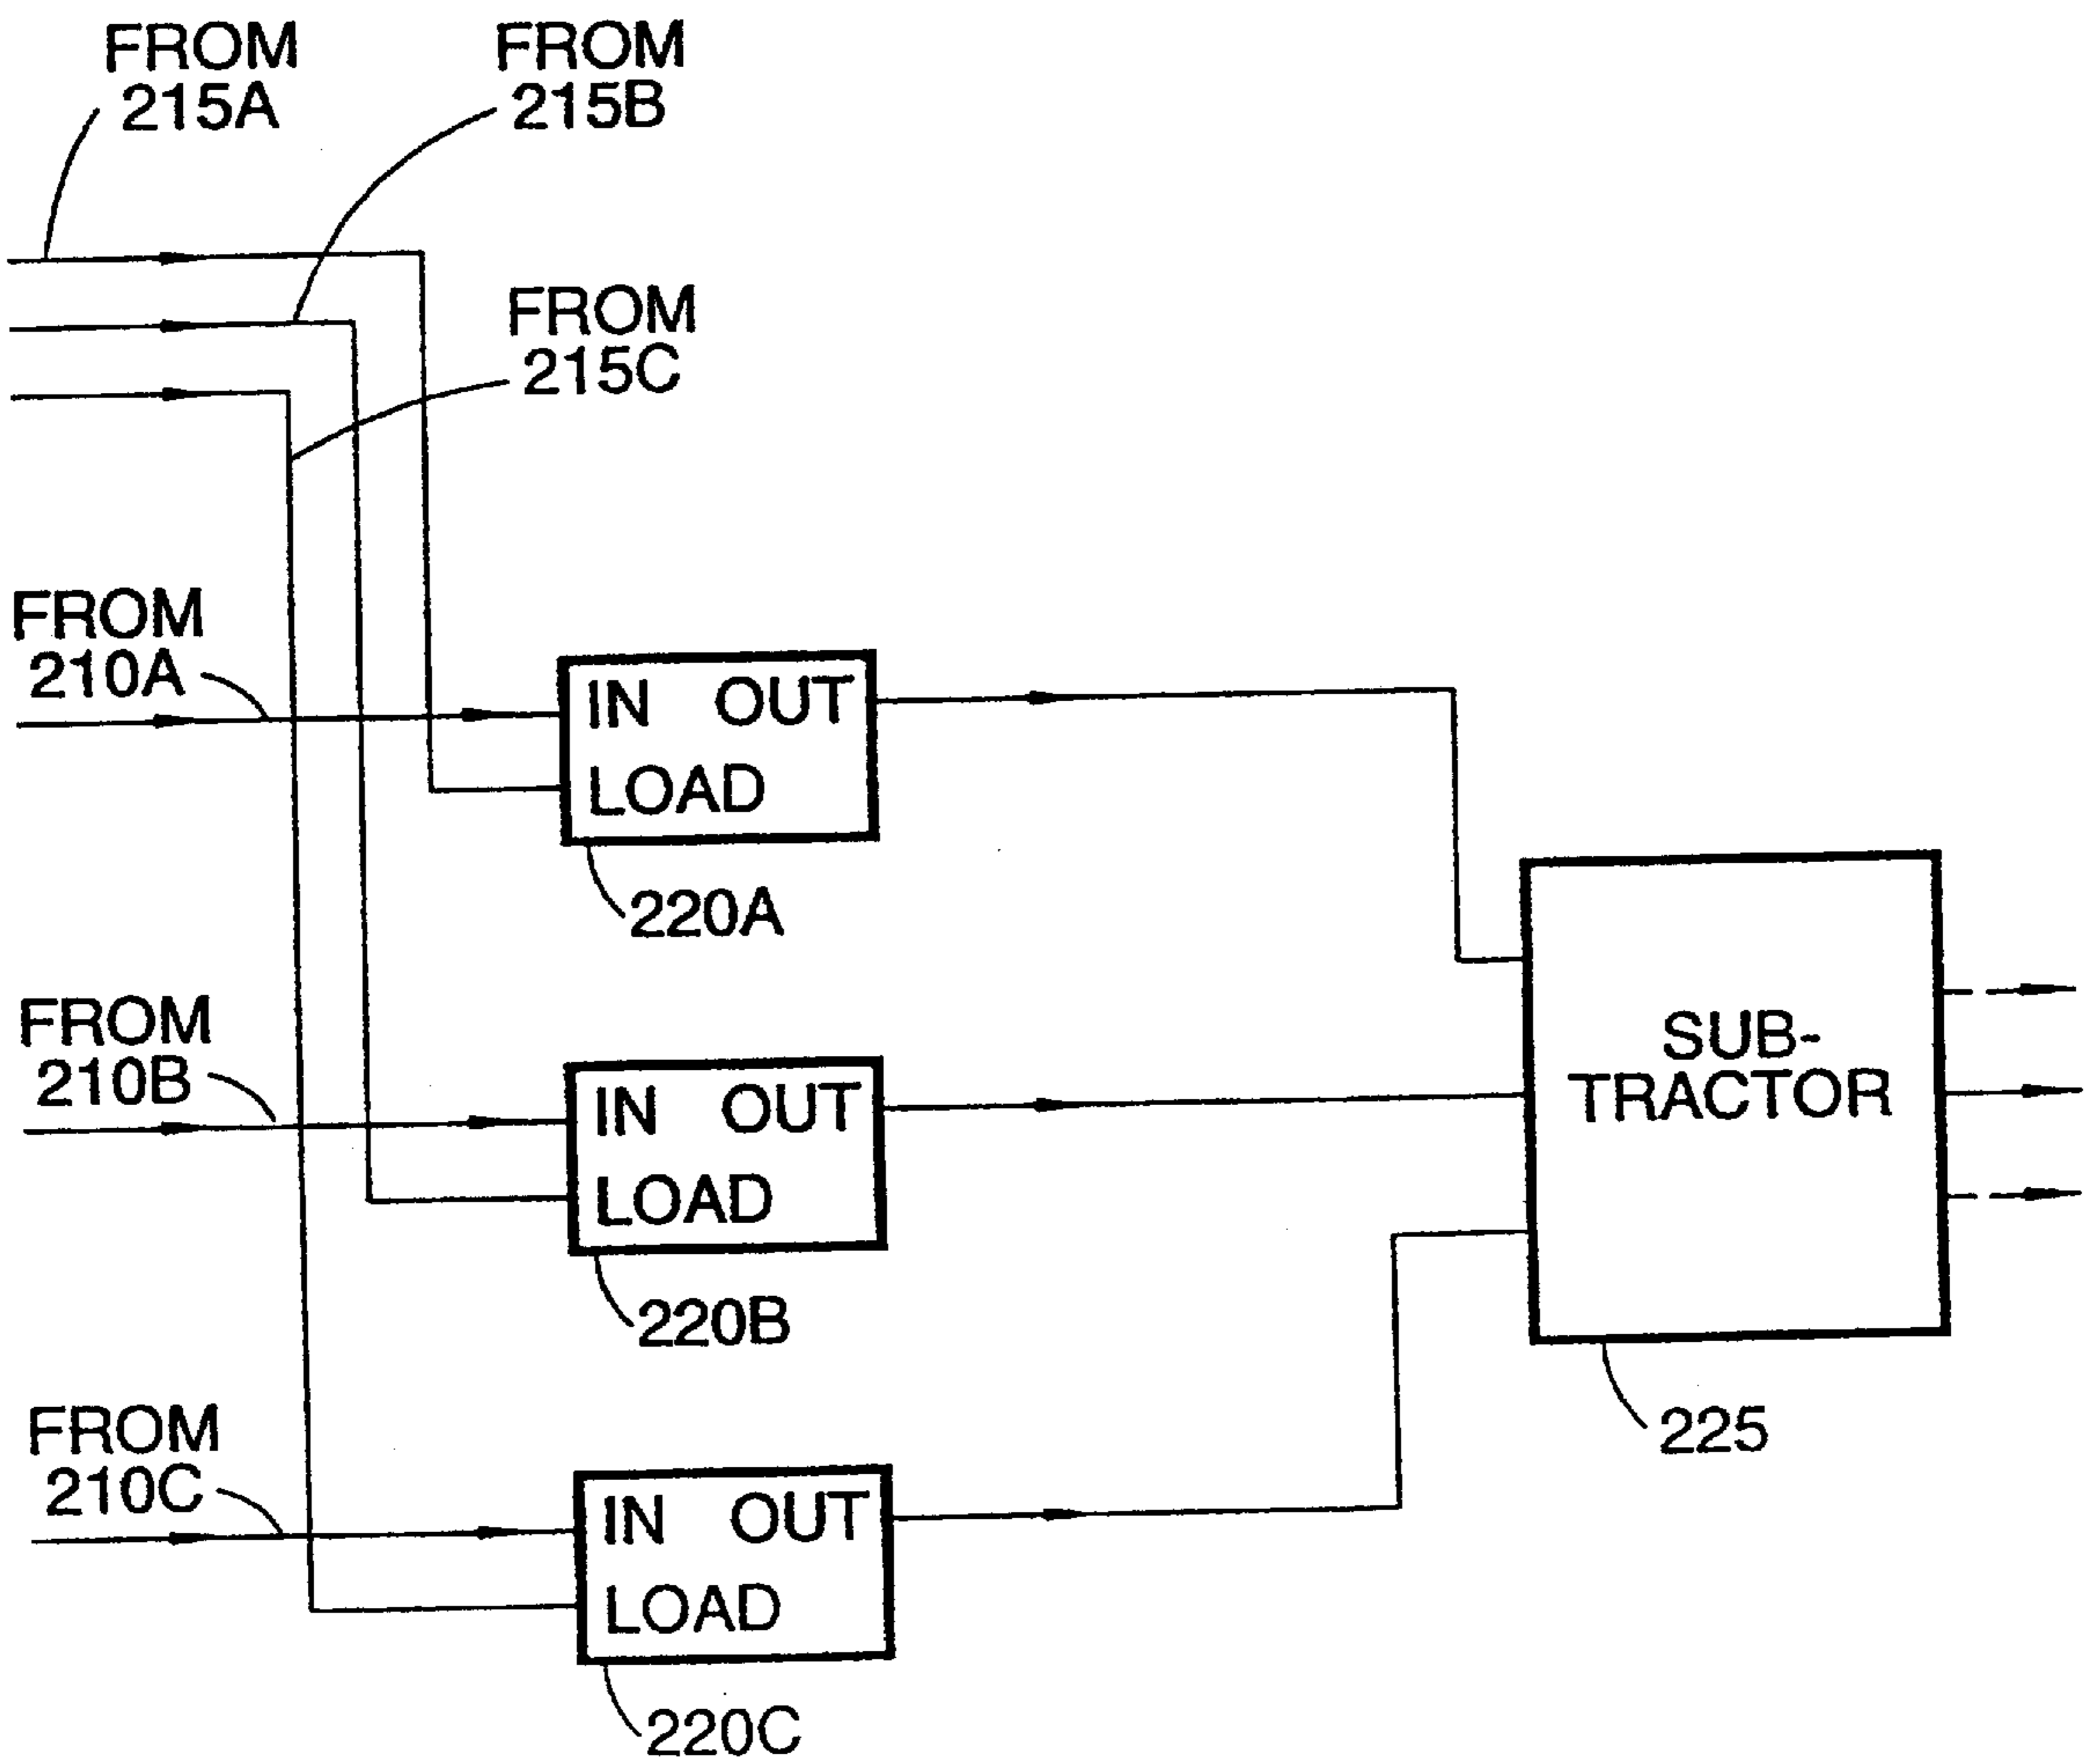 FROM
215A
FROM
215B
FROM
215C
FROM
210A
IN OUT
LOAD
220A
FROM
210B
IN OUT
LOAD
220B
SUB-
TRACTOR
225
FROM
210C
IN OUT
LOAD
220C